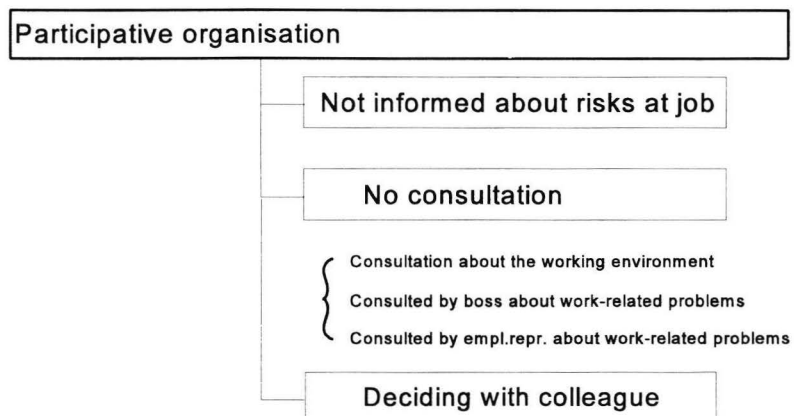 Participative organisation
Not informed about risks at job
No consultation
Consultation about the working environment
Consulted by boss about work-related problems
Consulted by empl.repr. about work-related problems
Deciding with colleague